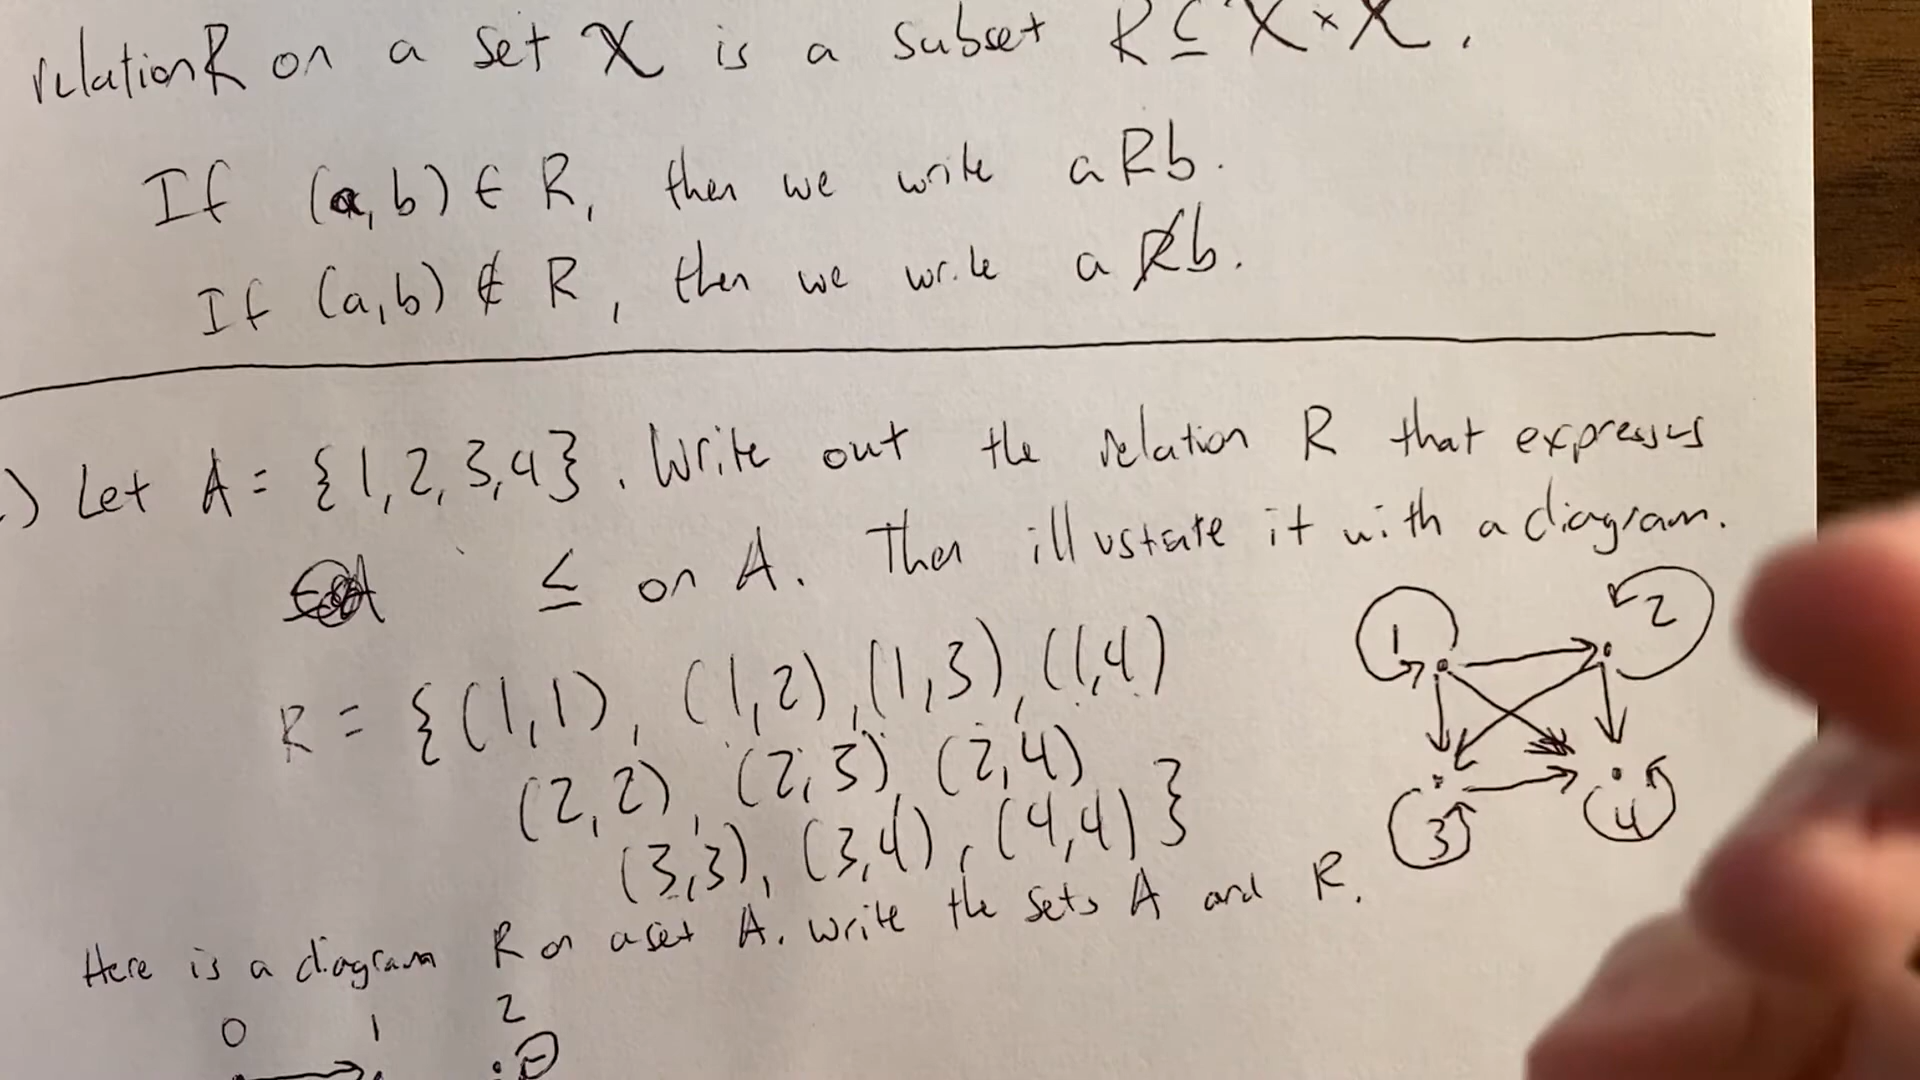 relation R on a set X is a subset R ⊆ X × X.
If (a, b) ∈ R, then we write a R b.
If (a, b) ∉ R, then we write a R̸ b.
.) Let A = {1, 2, 3, 4}. Write out the relation R that expresses
≤ on A. Then illustrate it with a diagram.
R = {(1,1), (1,2), (1,3), (1,4)
(2,2), (2,3), (2,4)
(3,3), (3,4), (4,4)}
1 2
3 4
Here is a diagram R on a set A. Write the sets A and R.
0 1 2